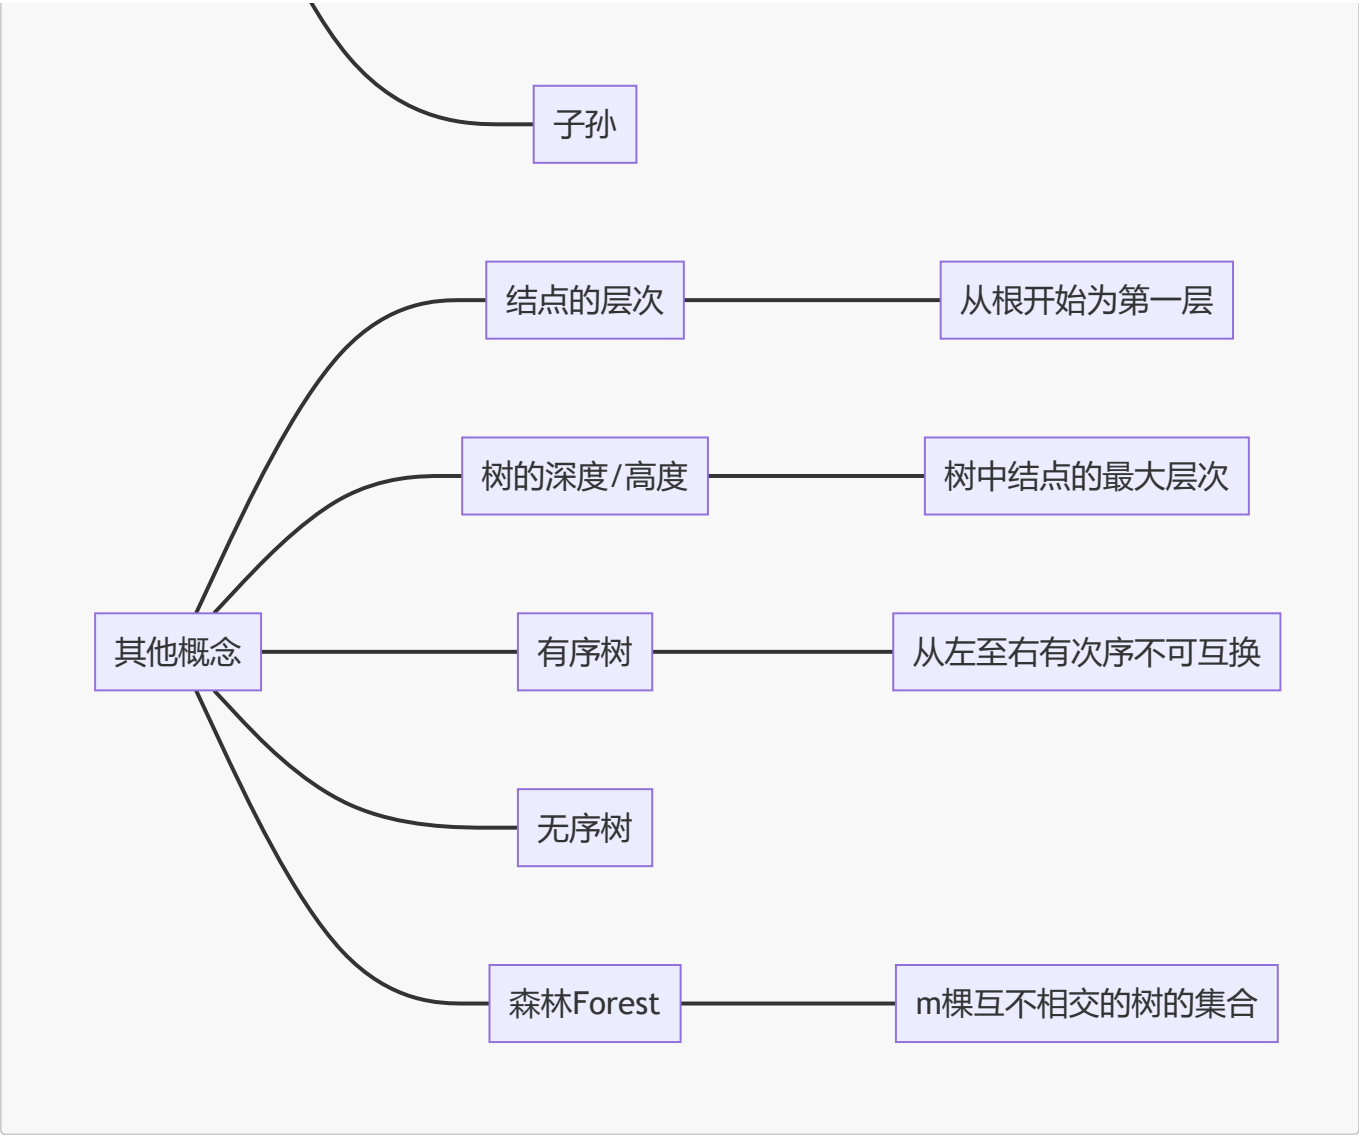 子孙
结点的层次
从根开始为第一层
树的深度/高度
树中结点的最大层次
其他概念
有序树
从左至右有次序不可互换
无序树
森林Forest
m棵互不相交的树的集合